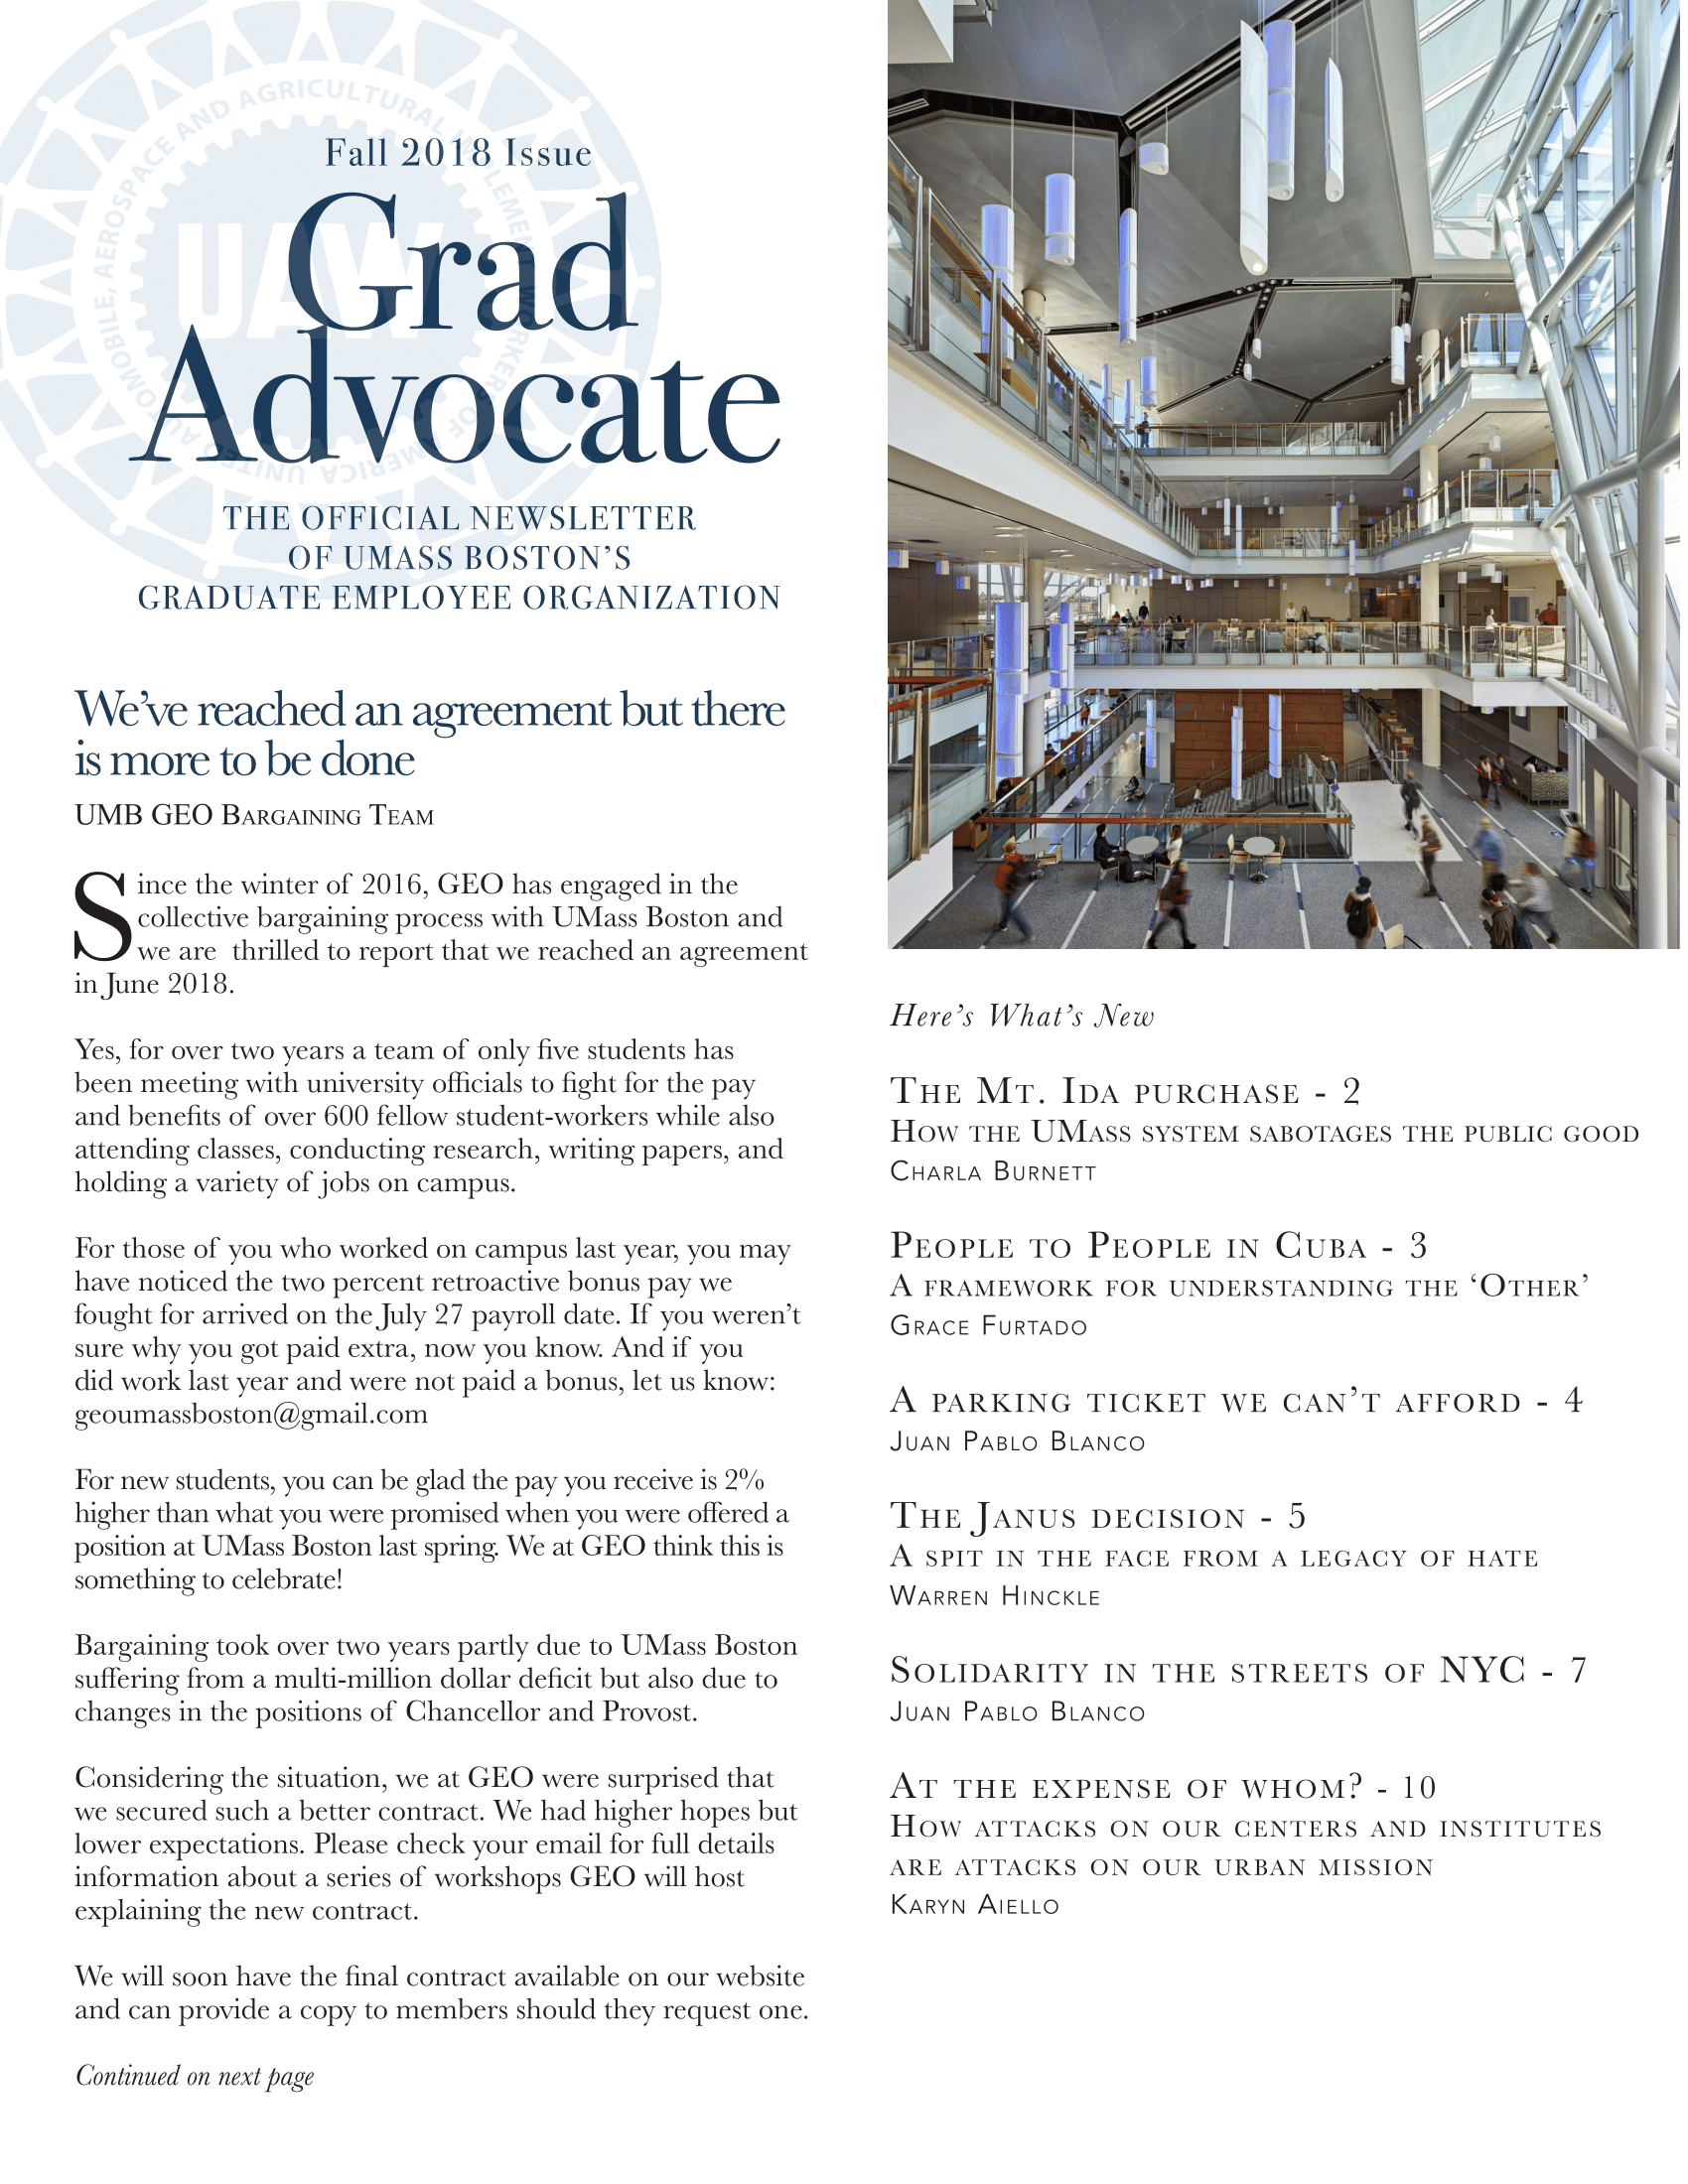 Fall 2018 Issue
Grad
Advocate
THE OFFICIAL NEWSLETTER
OF UMASS BOSTON'S
GRADUATE EMPLOYEE ORGANIZATION
UAW
We've reached an agreement but there
is more to be done
UMB GEO Bargaining Team
Since the winter of 2016, GEO has engaged in the
collective bargaining process with UMass Boston and
we are thrilled to report that we reached an agreement
in June 2018.
Yes, for over two years a team of only five students has
been meeting with university officials to fight for the pay
and benefits of over 600 fellow student-workers while also
attending classes, conducting research, writing papers, and
holding a variety of jobs on campus.
For those of you who worked on campus last year, you may
have noticed the two percent retroactive bonus pay we
fought for arrived on the July 27 payroll date. If you weren't
sure why you got paid extra, now you know. And if you
did work last year and were not paid a bonus, let us know:
geoumassboston@gmail.com
For new students, you can be glad the pay you receive is 2%
higher than what you were promised when you were offered a
position at UMass Boston last spring. We at GEO think this is
something to celebrate!
Bargaining took over two years partly due to UMass Boston
suffering from a multi-million dollar deficit but also due to
changes in the positions of Chancellor and Provost.
Considering the situation, we at GEO were surprised that
we secured such a better contract. We had higher hopes but
lower expectations. Please check your email for full details
information about a series of workshops GEO will host
explaining the new contract.
We will soon have the final contract available on our website
and can provide a copy to members should they request one.
Continued on next page
Here's What's New
The Mt. Ida purchase - 2
How the UMass system sabotages the public good
Charla Burnett
People to People in Cuba - 3
A framework for understanding the 'Other'
Grace Furtado
A parking ticket we can't afford - 4
Juan Pablo Blanco
The Janus decision - 5
A spit in the face from a legacy of hate
Warren Hinckle
Solidarity in the streets of NYC - 7
Juan Pablo Blanco
At the expense of whom? - 10
How attacks on our centers and institutes
are attacks on our urban mission
Karyn Aiello